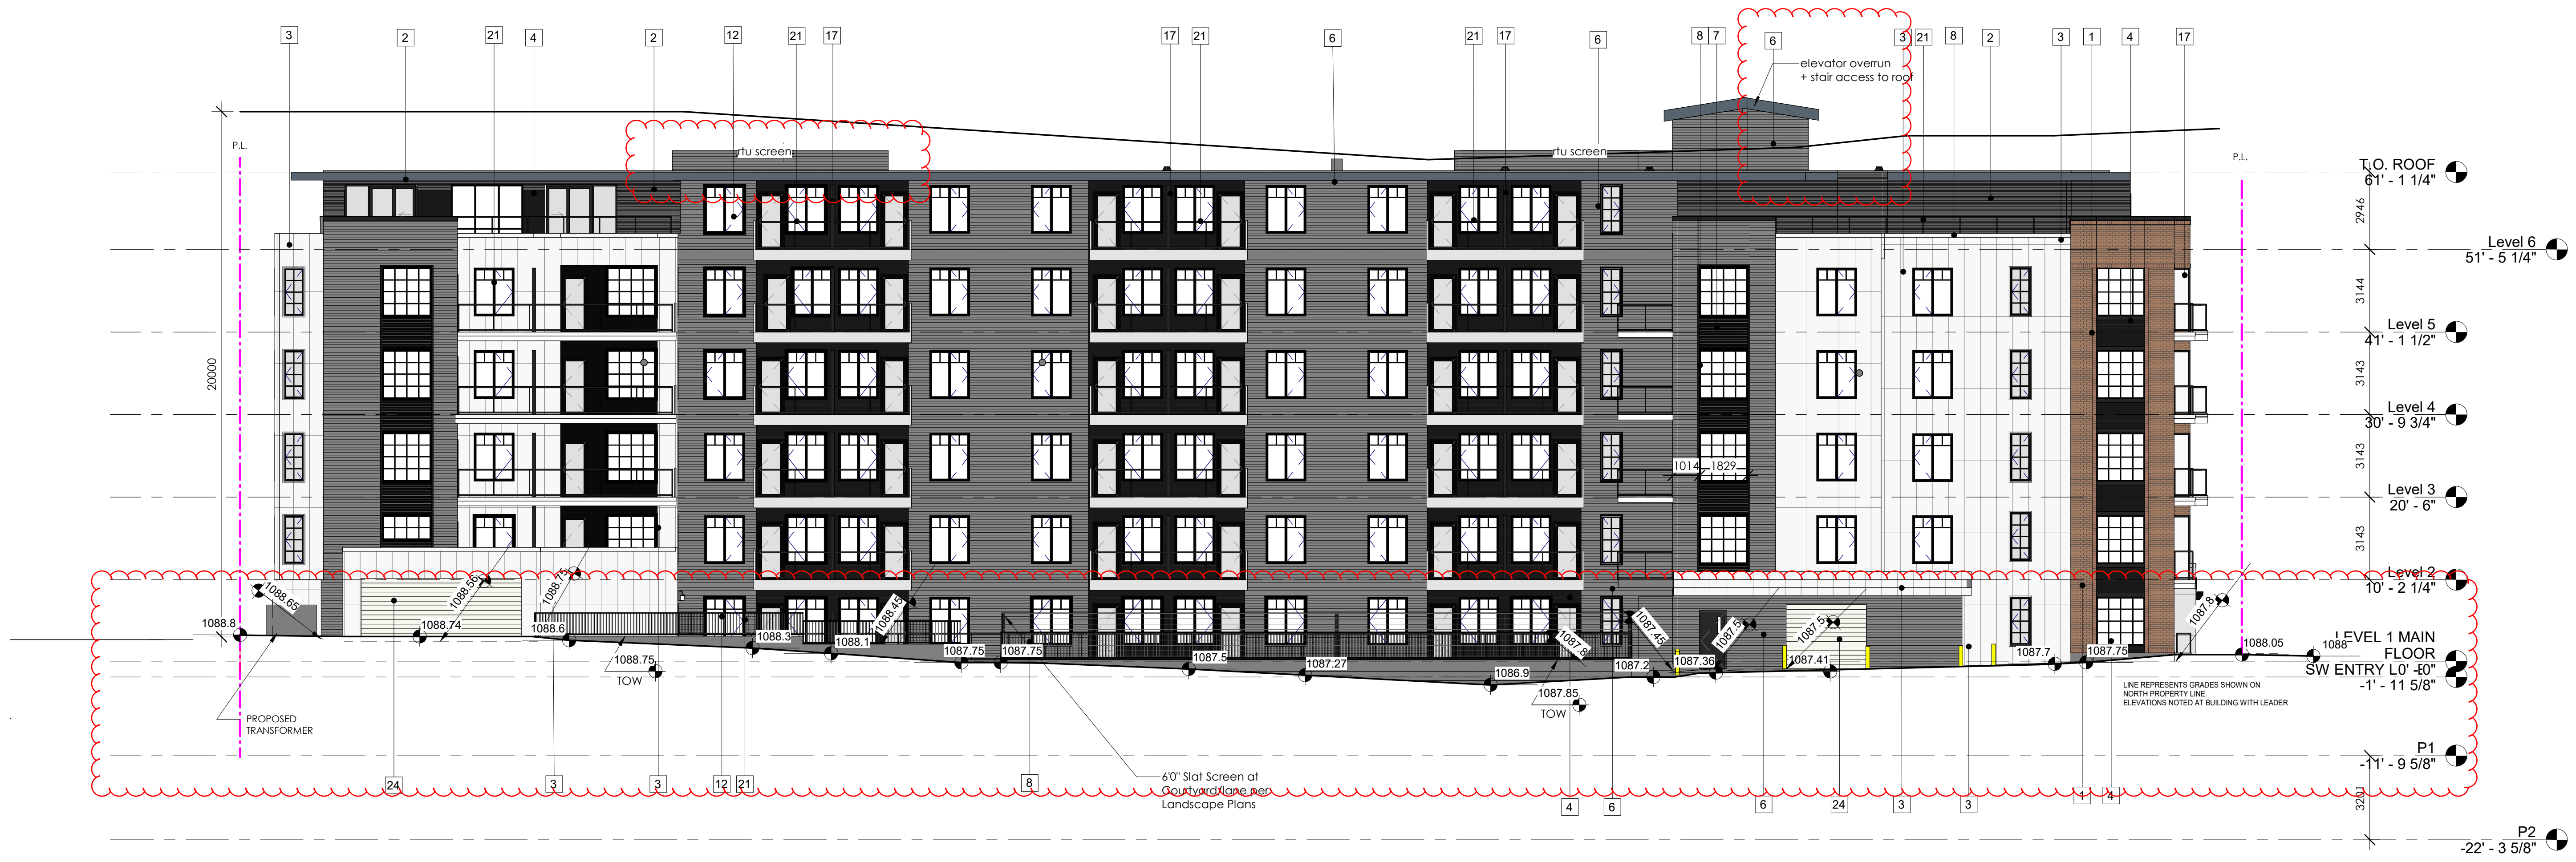 3
2
21
4
2
12
21
17
17
21
6
21
17
6
8
7
6
3
21
8
2
3
1
4
17
elevator overrun
+ stair access to roof
P.L.
rtu screen
rtu screen
P.L.
T.O. ROOF
61' - 1 1/4"
2946
Level 6
51' - 5 1/4"
3144
Level 5
41' - 1 1/2"
20000
3143
Level 4
30' - 9 3/4"
3143
1014
1829
Level 3
20' - 6"
3143
Level 2
10' - 2 1/4"
1088.65
1088.56
1088.75
1088.45
1087.8
1087.45
1087.5
1087.5
1087.8
1088.8
1088.74
1088.6
1088.3
1088.1
1087.75
1087.75
1087.5
1087.27
1086.9
1087.2
1087.36
1087.41
1087.7
1087.75
1088.05
1088
LEVEL 1 MAIN
FLOOR
0' - 0"
SW ENTRY L
-1' - 11 5/8"
1088.75
TOW
1087.85
TOW
LINE REPRESENTS GRADES SHOWN ON
NORTH PROPERTY LINE.
ELEVATIONS NOTED AT BUILDING WITH LEADER
PROPOSED
TRANSFORMER
P1
-11' - 9 5/8"
6'0" Slat Screen at
Courtyard/lane per
Landscape Plans
24
3
3
12
21
8
4
6
6
24
3
3
1
4
3201
P2
-22' - 3 5/8"